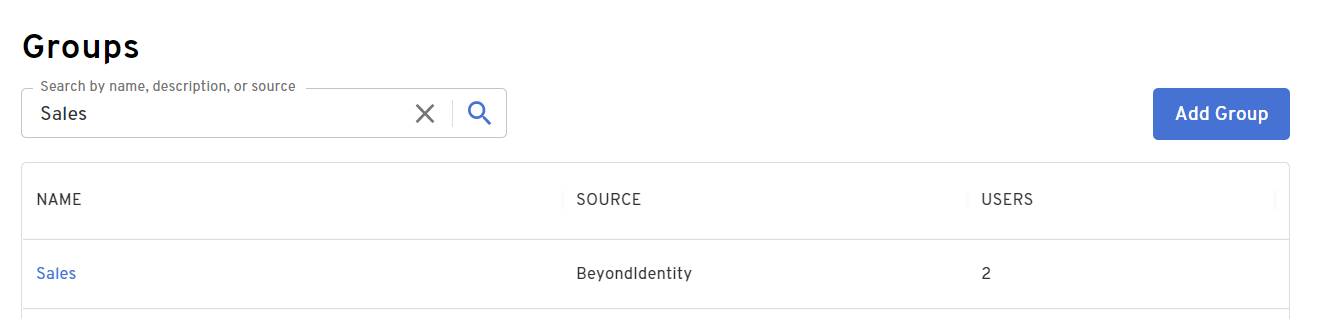 Groups
Search by name, description, or source
Sales
Add Group
NAME SOURCE USERS
Sales BeyondIdentity 2